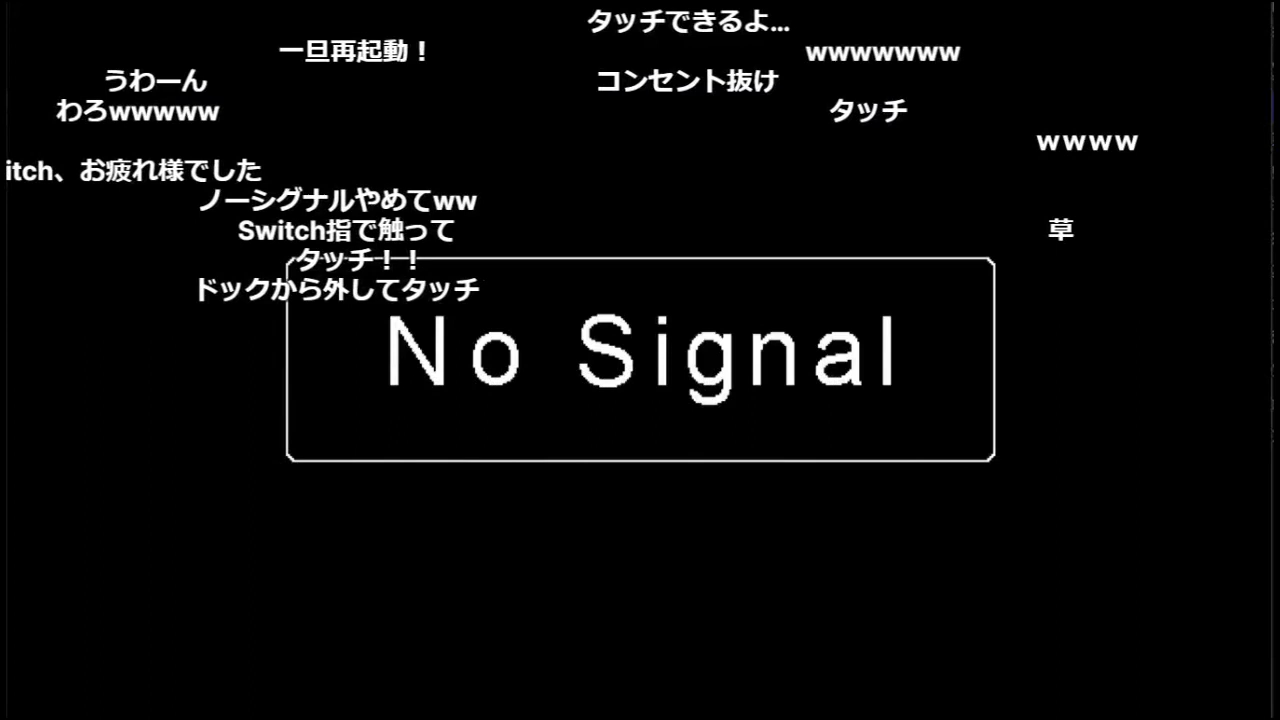 タッチできるよ...
一旦再起動！
wwwwwww
うわーん
コンセント抜け
わろwwwww
タッチ
ｗｗｗｗ
itch、お疲れ様でした
ノーシグナルやめてww
Switch指で触って
草
タッチ！！
ドックから外してタッチ
No Signal